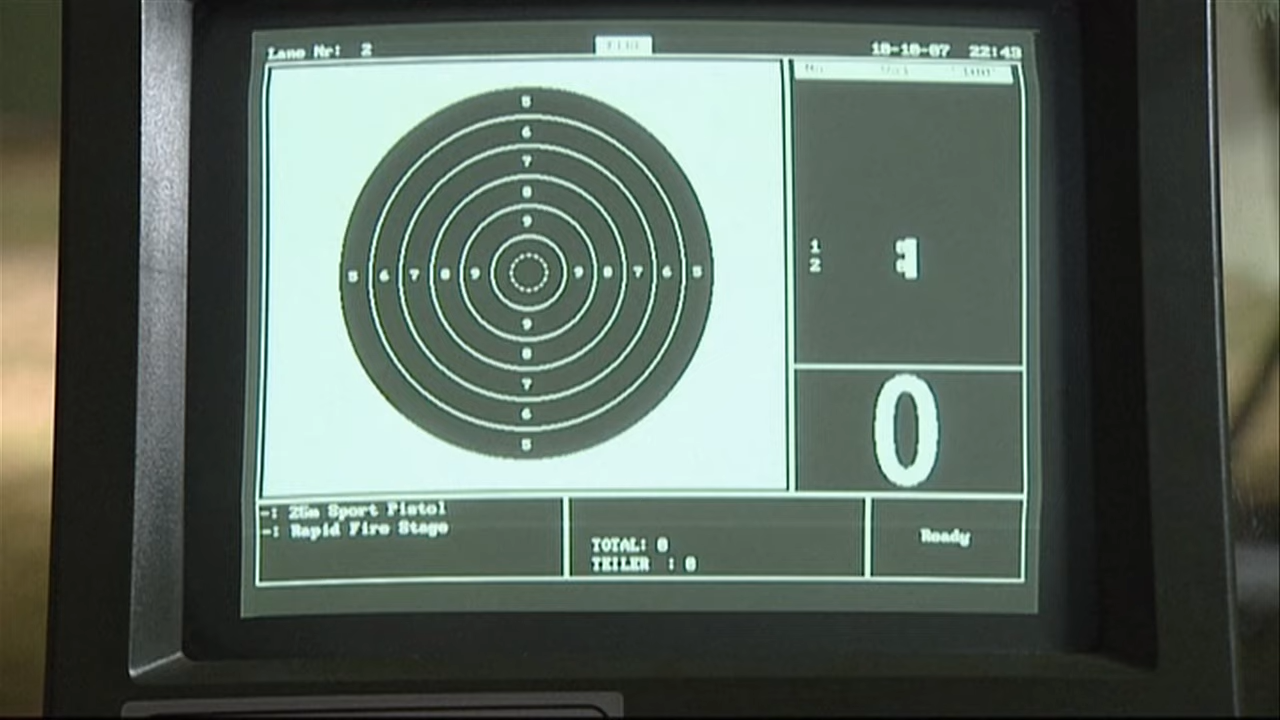 Lane Nr: 2
18-10-07 22:43
5
6
7
8
9
5 6 7 8 9 9 8 7 6 5
9
8
7
6
5
1
2
0
-: 25m Sport Pistol
-: Rapid Fire Stage
TOTAL: 0
TEILER : 0
Ready